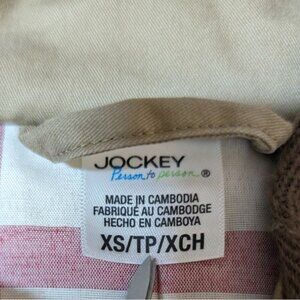 JOCKEY
Person to person ®
MADE IN CAMBODIA
FABRIQUÉ AU CAMBODGE
HECHO EN CAMBOYA
XS/TP/XCH